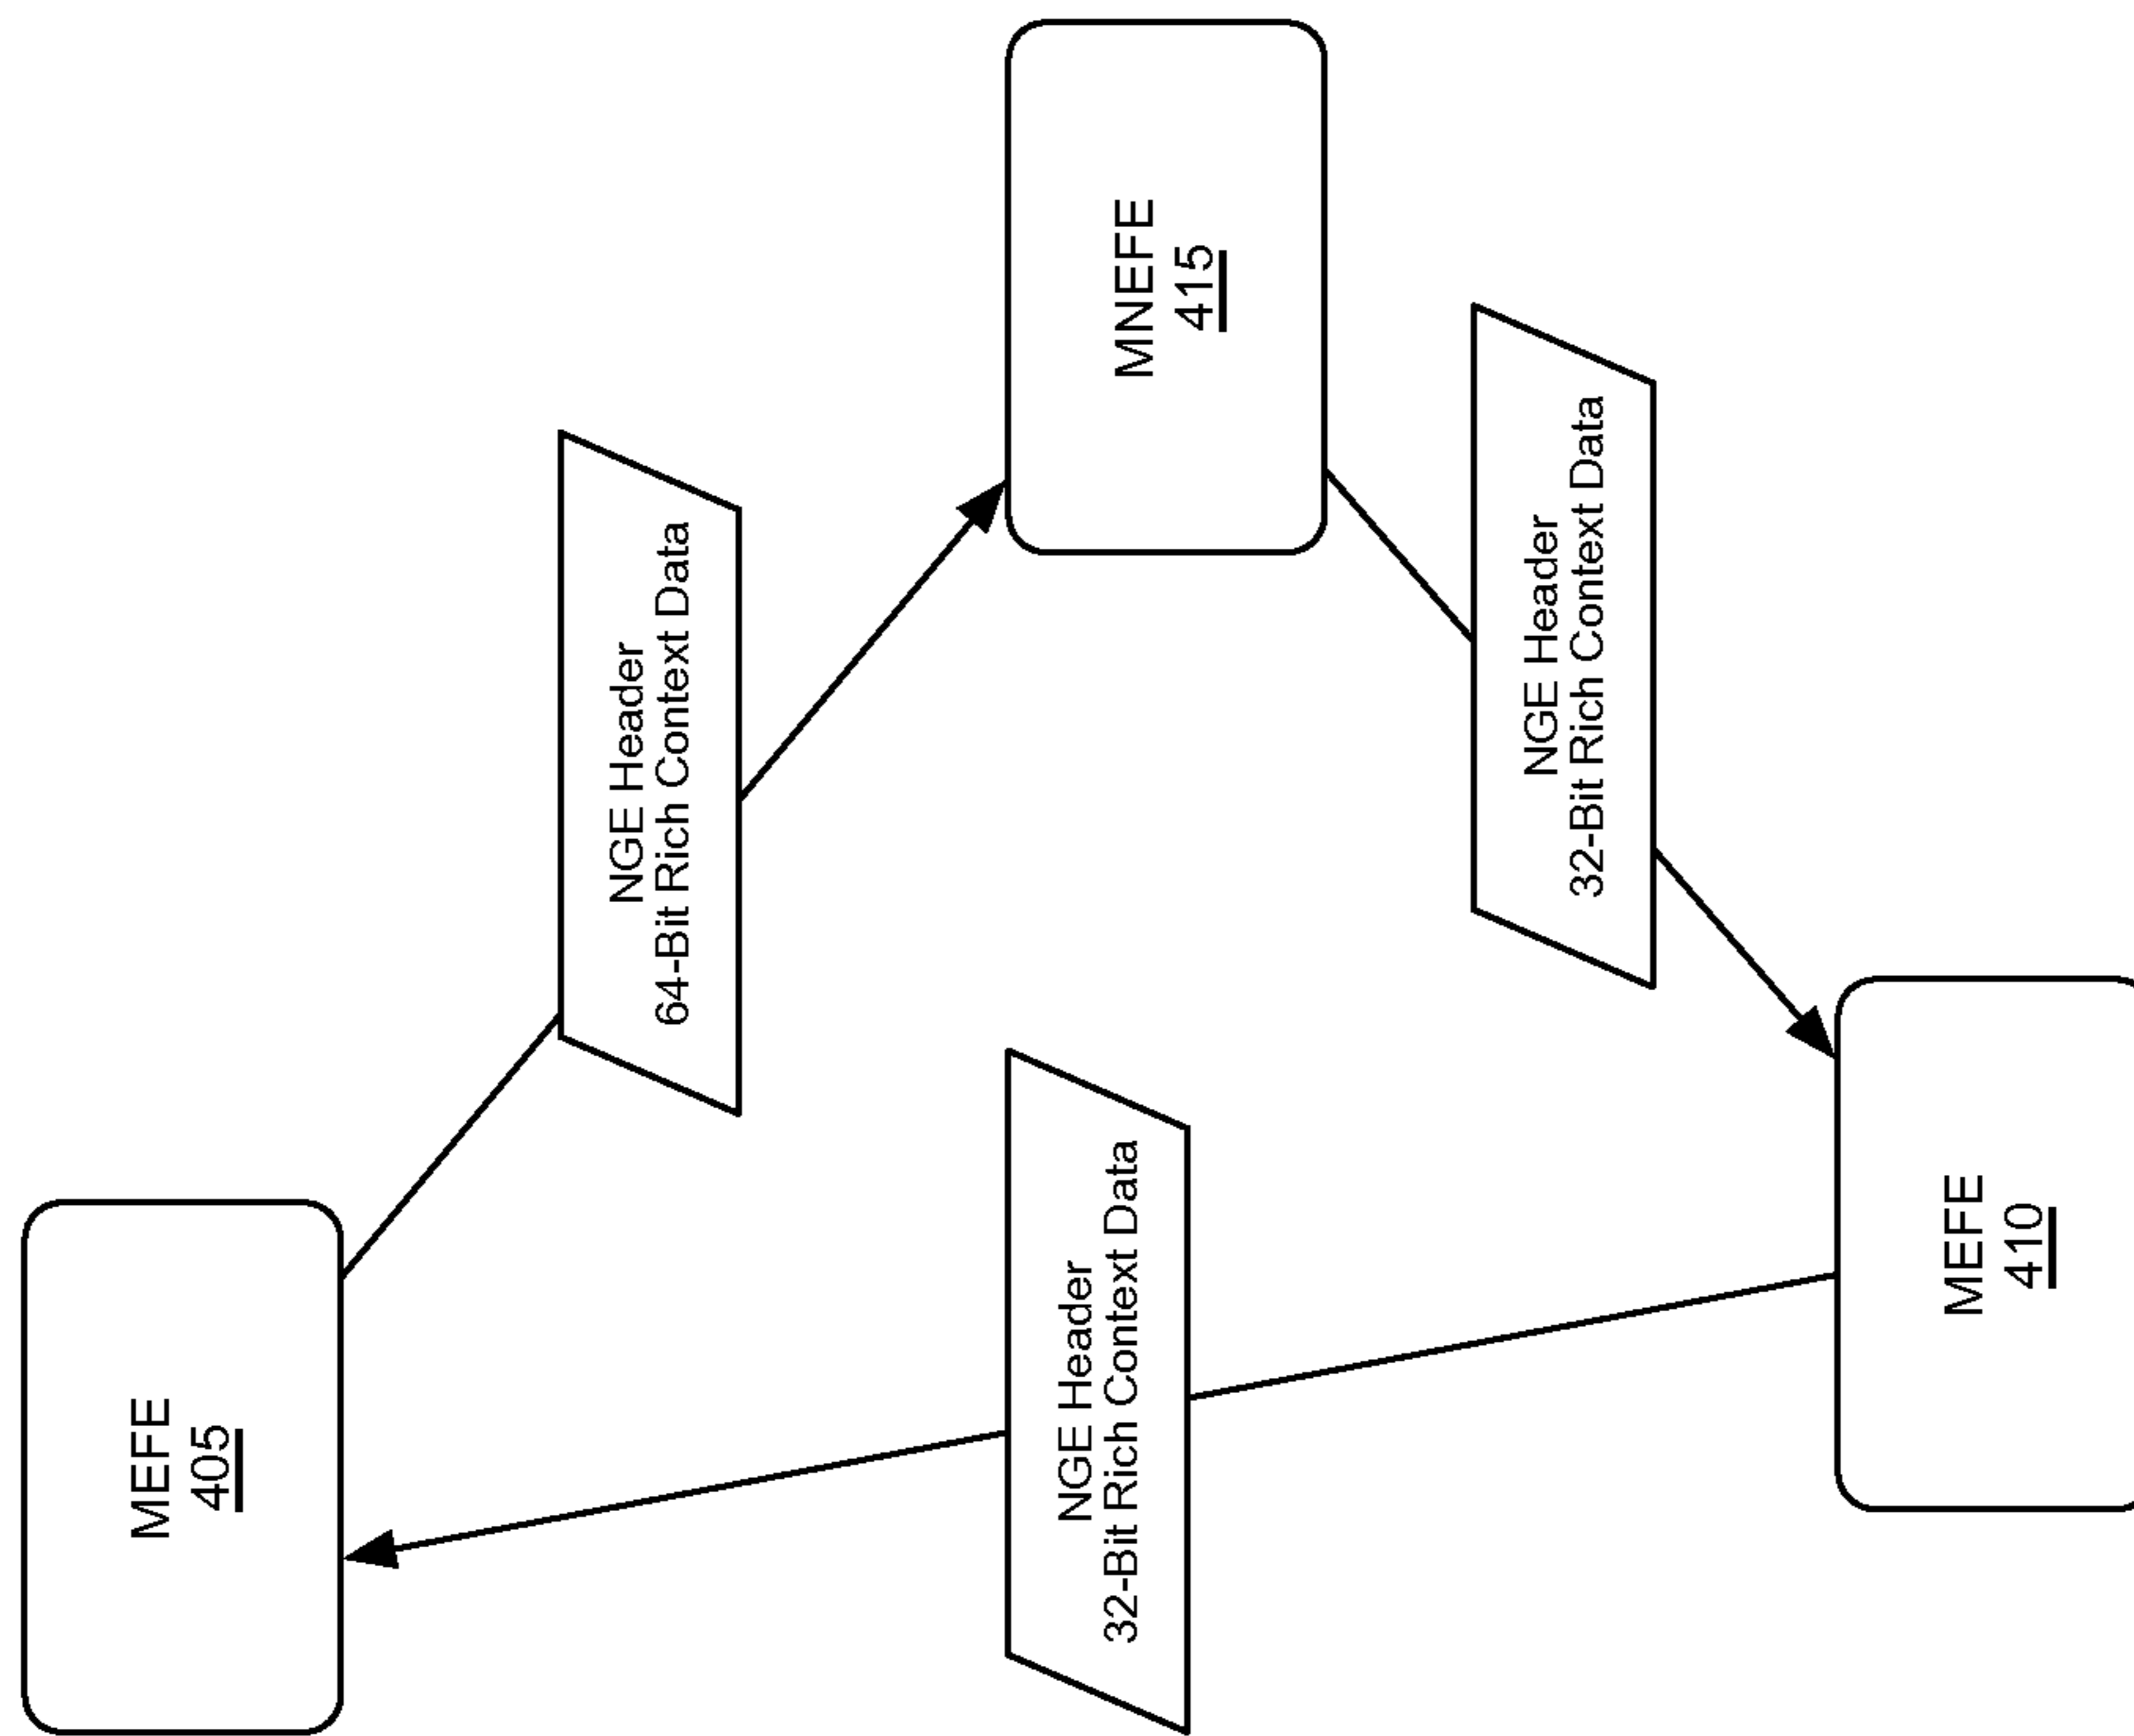 MEFE
405
NGE Header
64-Bit Rich Context Data
MNEFE
415
NGE Header
32-Bit Rich Context Data
NGE Header
32-Bit Rich Context Data
MEFE
410